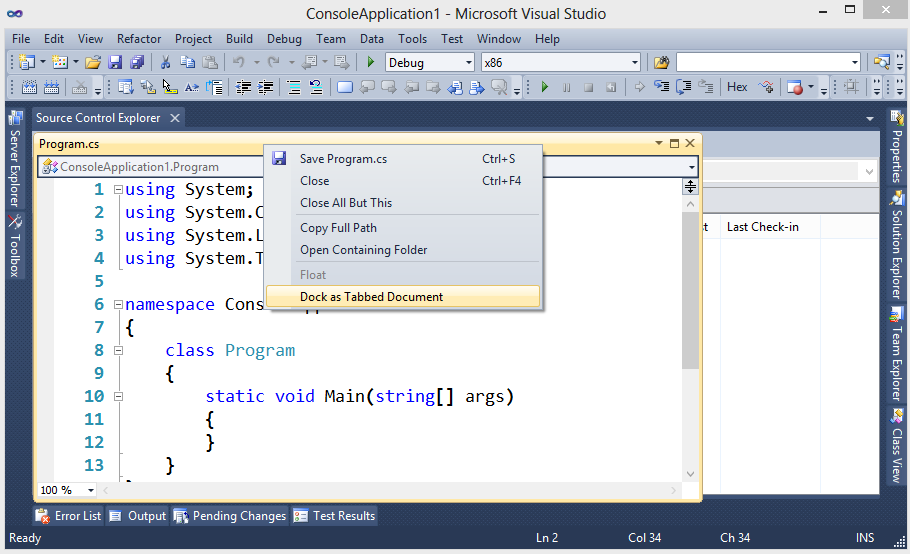 ConsoleApplication1 - Microsoft Visual Studio
File Edit View Refactor Project Build Debug Team Data Tools Test Window Help
Debug x86
Hex
Source Control Explorer
Server Explorer
Toolbox
Program.cs
ConsoleApplication1.Program
Save Program.cs Ctrl+S
Close Ctrl+F4
Close All But This
Copy Full Path
Open Containing Folder
Float
Dock as Tabbed Document
1 using System;
2 using System.C
3 using System.L
4 using System.T
5
6 namespace Cons
7 {
8 class Program
9 {
10 static void Main(string[] args)
11 {
12 }
13 }
100 %
st Last Check-in
Properties
Solution Explorer
Team Explorer
Class View
Error List Output Pending Changes Test Results
Ready Ln 2 Col 34 Ch 34 INS